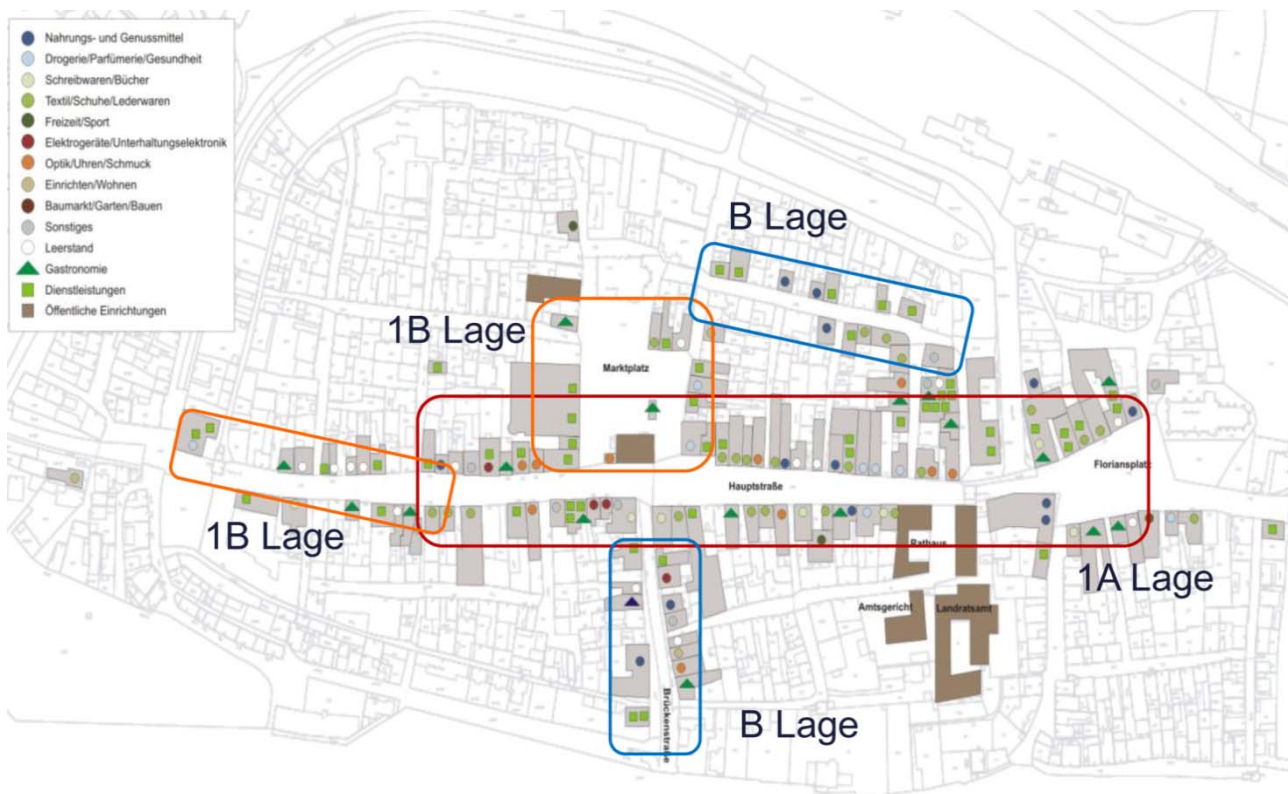 Nahrungs- und Genussmittel
Drogerie/Parfümerie/Gesundheit
Schreibwaren/Bücher
Textil/Schuhe/Lederwaren
Freizeit/Sport
Elektrogeräte/Unterhaltungselektronik
Optik/Uhren/Schmuck
Einrichten/Wohnen
Baumarkt/Garten/Bauen
Sonstiges
Leerstand
Gastronomie
Dienstleistungen
Öffentliche Einrichtungen
B Lage
1B Lage
Marktplatz
Floriansplatz
Hauptstraße
1B Lage
Rathaus
1A Lage
Amtsgericht
Landratsamt
Brückenstraße
B Lage